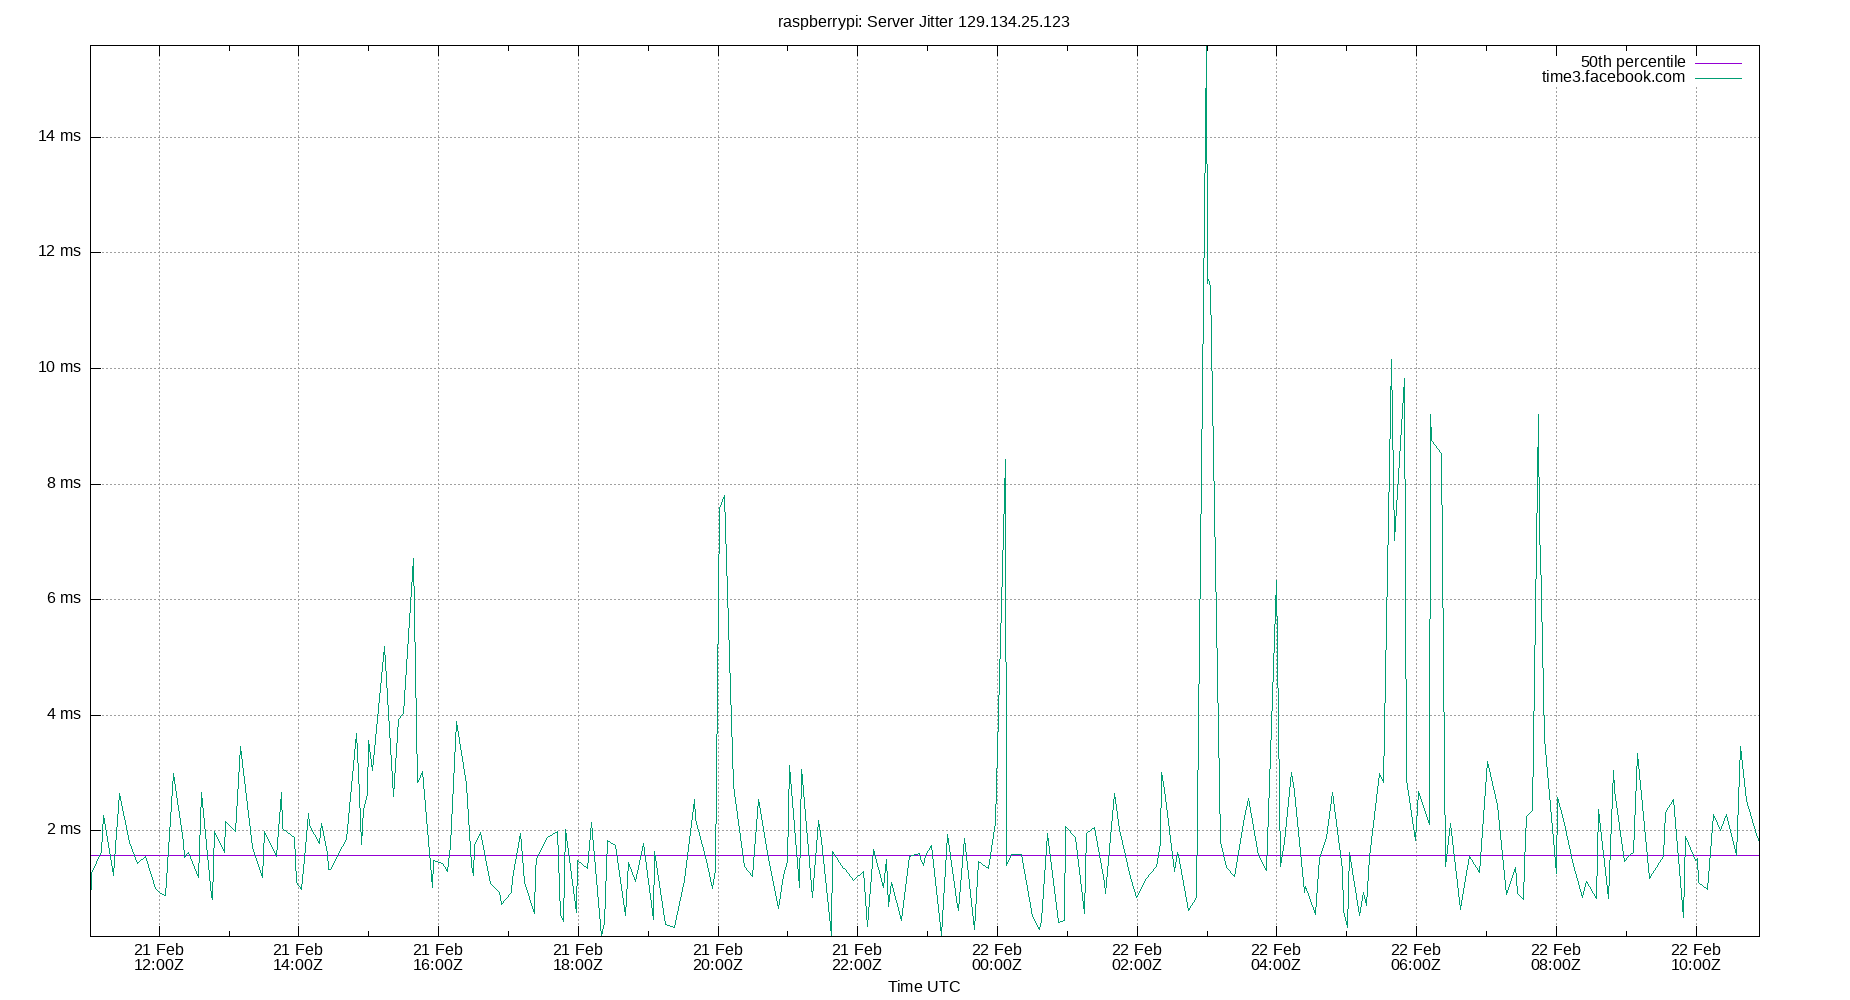 raspberrypi: Server Jitter 129.134.25.123
50th percentile
time3.facebook.com
14 ms
12 ms
10 ms
8 ms
6 ms
4 ms
2 ms
21 Feb 21 Feb 21 Feb 21 Feb 21 Feb 21 Feb 22 Feb 22 Feb 22 Feb 22 Feb 22 Feb 22 Feb
12:00Z 14:00Z 16:00Z 18:00Z 20:00Z 22:00Z 00:00Z 02:00Z 04:00Z 06:00Z 08:00Z 10:00Z
Time UTC